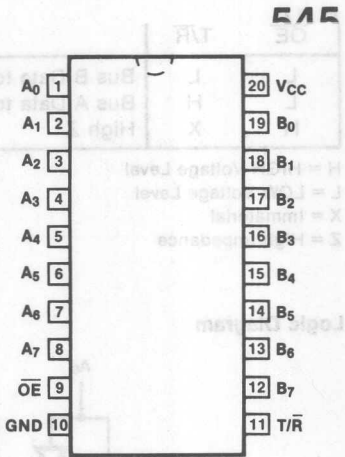 545
A0 1 20 VCC
A1 2 19 B0
A2 3 18 B1
A3 4 17 B2
A4 5 16 B3
A5 6 15 B4
A6 7 14 B5
A7 8 13 B6
O̅E̅ 9 12 B7
GND 10 11 T/R̅
OE T/R̅
L L Bus B Data to
L H Bus A Data to
H X High Z
H = HIGH Voltage Level
L = LOW Voltage Level
X = Immaterial
Z = High Impedance
Logic Diagram
A0